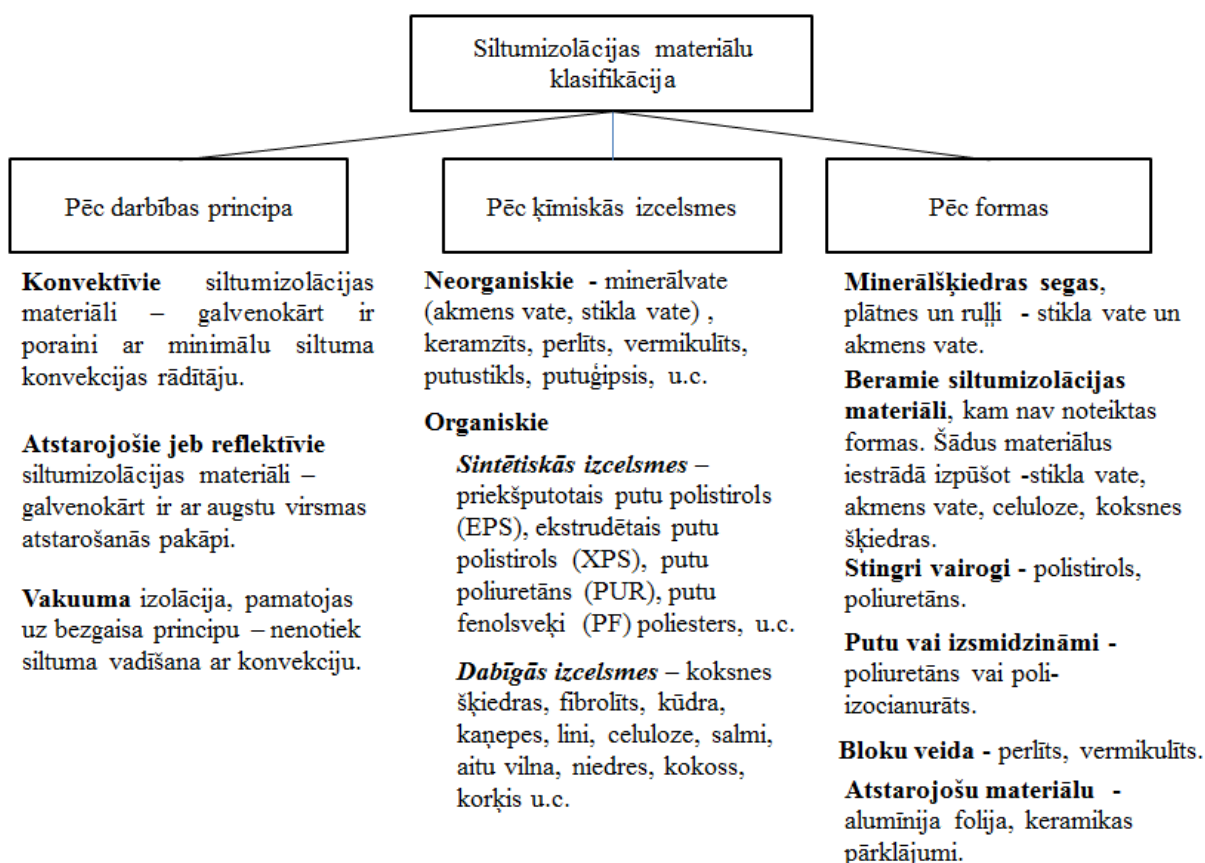 Siltumizolācijas materiālu
klasifikācija
Pēc darbības principa
Konvektīvie siltumizolācijas
materiāli – galvenokārt ir
poraini ar minimālu siltuma
konvekcijas rādītāju.
Atstarojošie jeb reflektīvie
siltumizolācijas materiāli –
galvenokārt ir ar augstu virsmas
atstarošanās pakāpi.
Vakuuma izolācija, pamatojas
uz bezgaisa principu – nenotiek
siltuma vadīšana ar konvekciju.
Pēc ķīmiskās izcelsmes
Neorganiskie - minerālvate
(akmens vate, stikla vate) ,
keramzīts, perlīts, vermikulīts,
putustikls, putuģipsis, u.c.
Organiskie
Sintētiskās izcelsmes –
priekšputotais putu polistirols
(EPS), ekstrudētais putu
polistirols (XPS), putu
poliuretāns (PUR), putu
fenolsveķi (PF) poliesters, u.c.
Dabīgās izcelsmes – koksnes
šķiedras, fibrolīts, kūdra,
kaņepes, lini, celuloze, salmi,
aitu vilna, niedres, kokoss,
korķis u.c.
Pēc formas
Minerālšķiedras segas,
plātnes un ruļļi - stikla vate un
akmens vate.
Beramie siltumizolācijas
materiāli, kam nav noteiktas
formas. Šādus materiālus
iestrādā izpūšot -stikla vate,
akmens vate, celuloze, koksnes
šķiedras.
Stingri vairogi - polistirols,
poliuretāns.
Putu vai izsmidzināmi -
poliuretāns vai poli-
izocianurāts.
Bloku veida - perlīts, vermikulīts.
Atstarojošu materiālu -
alumīnija folija, keramikas
pārklājumi.